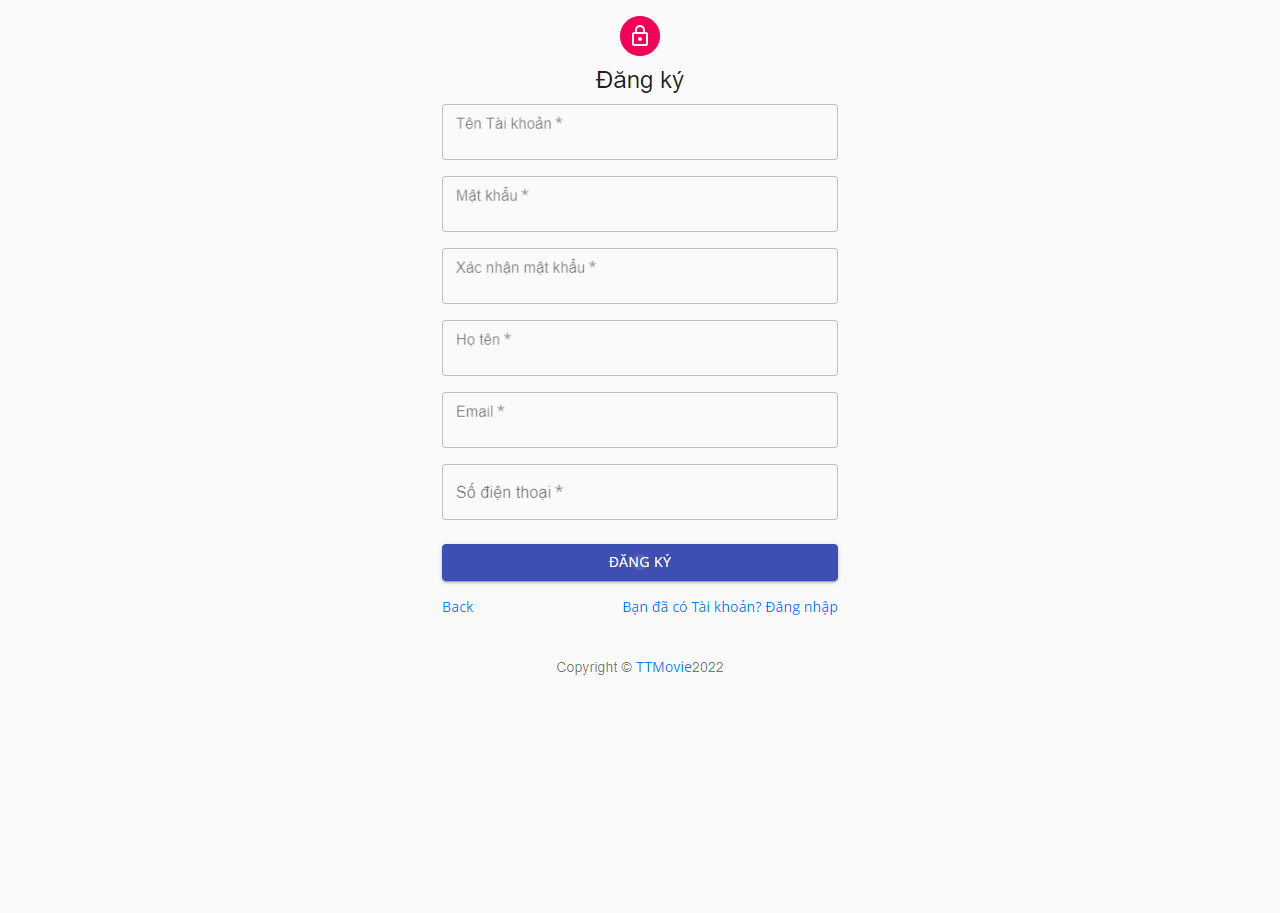 Đăng ký
Tên Tài khoản *
Mật khẩu *
Xác nhận mật khẩu *
Họ tên *
Email *
Số điện thoại *
ĐĂNG KÝ
Back Bạn đã có Tài khoản? Đăng nhập
Copyright © TTMovie2022